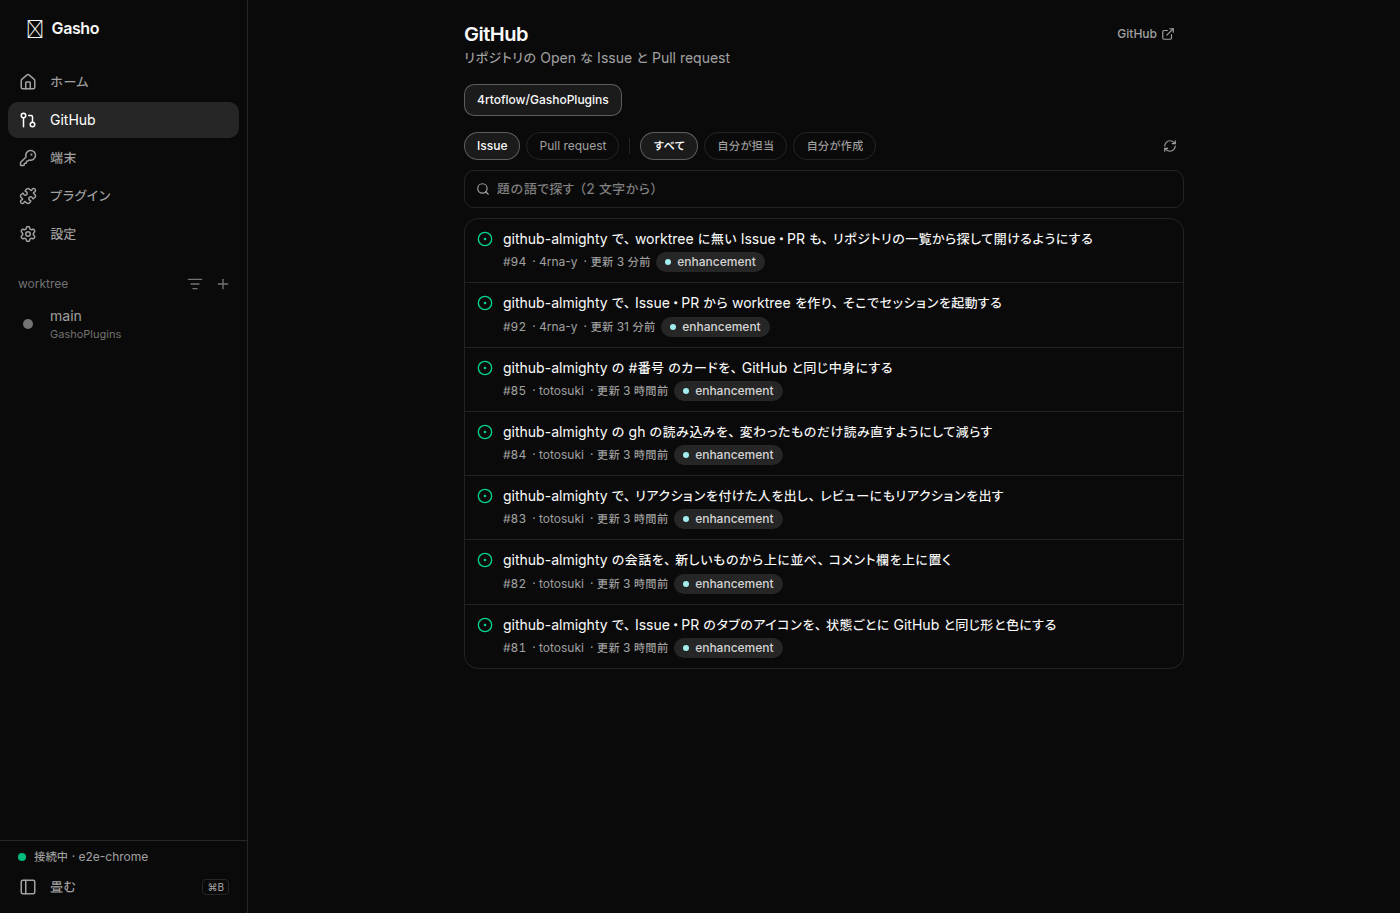 Gasho
ホーム
GitHub
端末
プラグイン
設定
worktree
main
GashoPlugins
接続中 · e2e-chrome
畳む
⌘B
GitHub
GitHub
リポジトリの Open な Issue と Pull request
4rtoflow/GashoPlugins
Issue
Pull request
すべて
自分が担当
自分が作成
題の語で探す（2 文字から）
github-almighty で、worktree に無い Issue・PR も、リポジトリの一覧から探して開けるようにする
#94 · 4rna-y · 更新 3 分前 enhancement
github-almighty で、Issue・PR から worktree を作り、そこでセッションを起動する
#92 · 4rna-y · 更新 31 分前 enhancement
github-almighty の #番号 のカードを、GitHub と同じ中身にする
#85 · totosuki · 更新 3 時間前 enhancement
github-almighty の gh の読み込みを、変わったものだけ読み直すようにして減らす
#84 · totosuki · 更新 3 時間前 enhancement
github-almighty で、リアクションを付けた人を出し、レビューにもリアクションを出す
#83 · totosuki · 更新 3 時間前 enhancement
github-almighty の会話を、新しいものから上に並べ、コメント欄を上に置く
#82 · totosuki · 更新 3 時間前 enhancement
github-almighty で、Issue・PR のタブのアイコンを、状態ごとに GitHub と同じ形と色にする
#81 · totosuki · 更新 3 時間前 enhancement